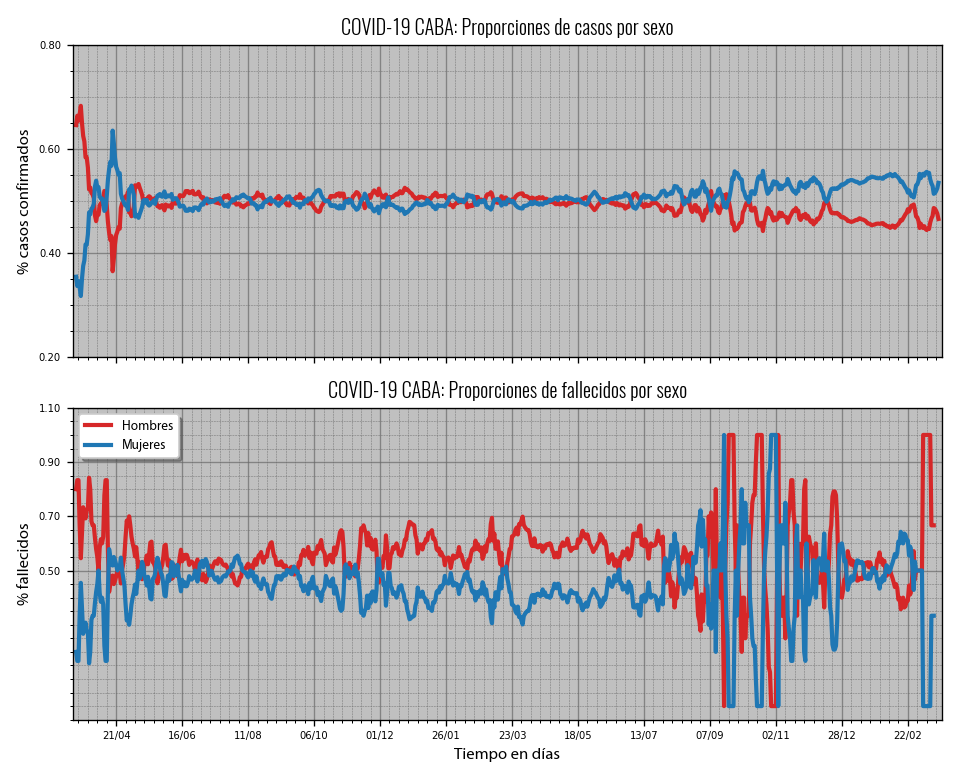 COVID-19 CABA: Proporciones de casos por sexo
0.80
0.60
0.40
0.20
% casos confirmados
COVID-19 CABA: Proporciones de fallecidos por sexo
1.10
0.90
0.70
0.50
% fallecidos
Hombres
Mujeres
21/04 16/06 11/08 06/10 01/12 26/01 23/03 18/05 13/07 07/09 02/11 28/12 22/02
Tiempo en días